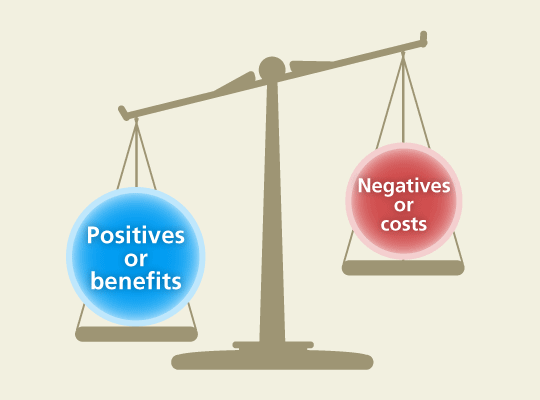 Positives
or
benefits
Negatives
or
costs